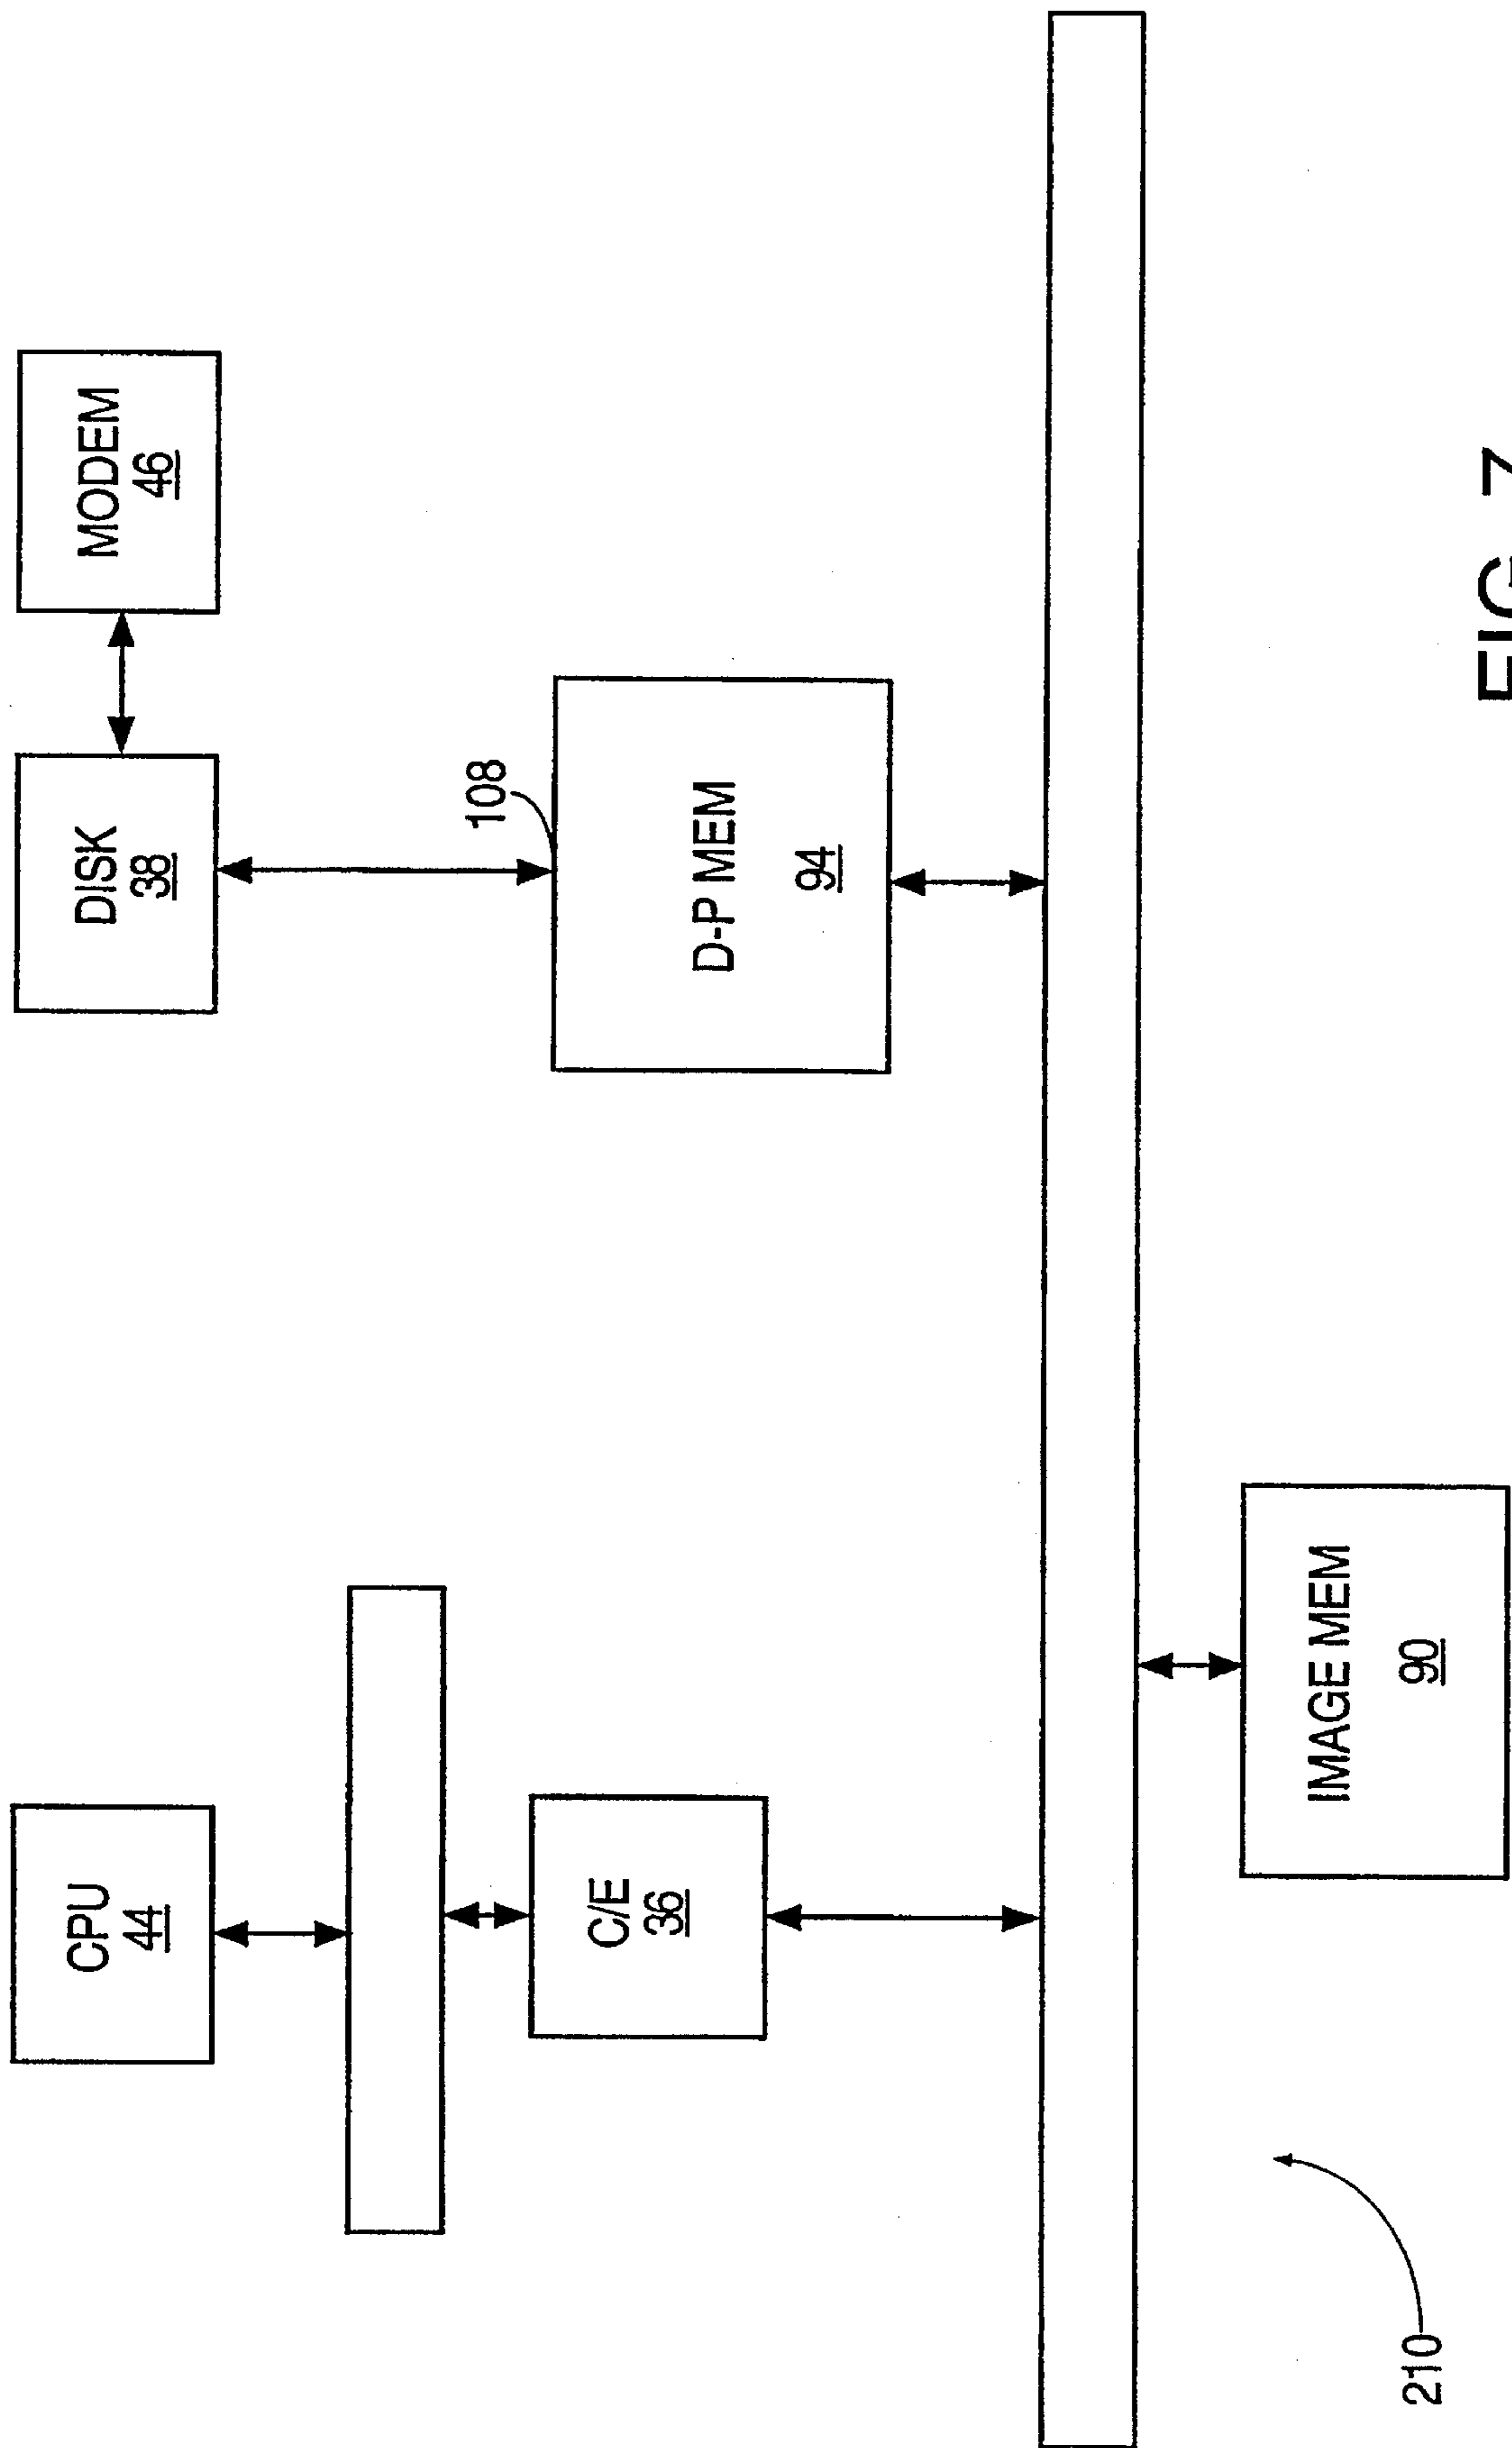 CPU
44
DISK
38
MODEM
46
108
C/E
36
D-P MEM
94
IMAGE MEM
90
210
FIG. 7